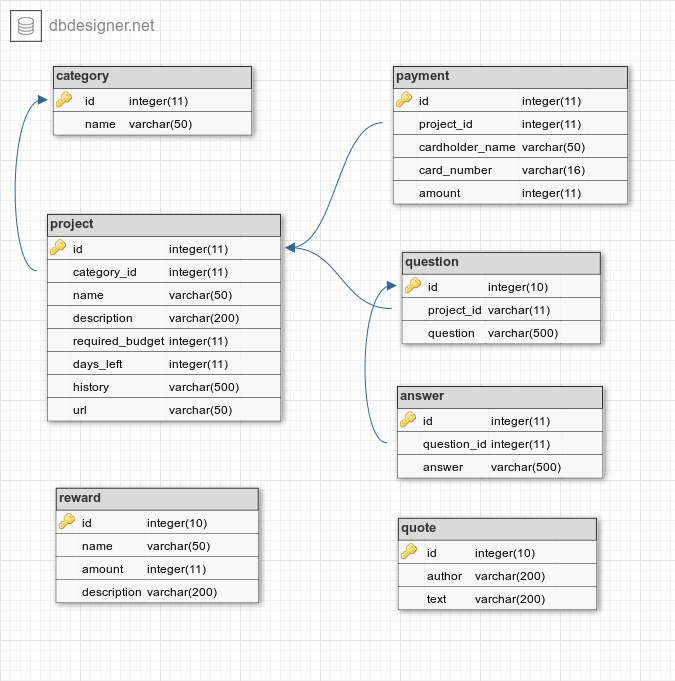 dbdesigner.net
category
id integer(11)
name varchar(50)
payment
id integer(11)
project_id integer(11)
cardholder_name varchar(50)
card_number varchar(16)
amount integer(11)
project
id integer(11)
category_id integer(11)
name varchar(50)
description varchar(200)
required_budget integer(11)
days_left integer(11)
history varchar(500)
url varchar(50)
question
id integer(10)
project_id varchar(11)
question varchar(500)
answer
id integer(11)
question_id integer(11)
answer varchar(500)
reward
id integer(10)
name varchar(50)
amount integer(11)
description varchar(200)
quote
id integer(10)
author varchar(200)
text varchar(200)